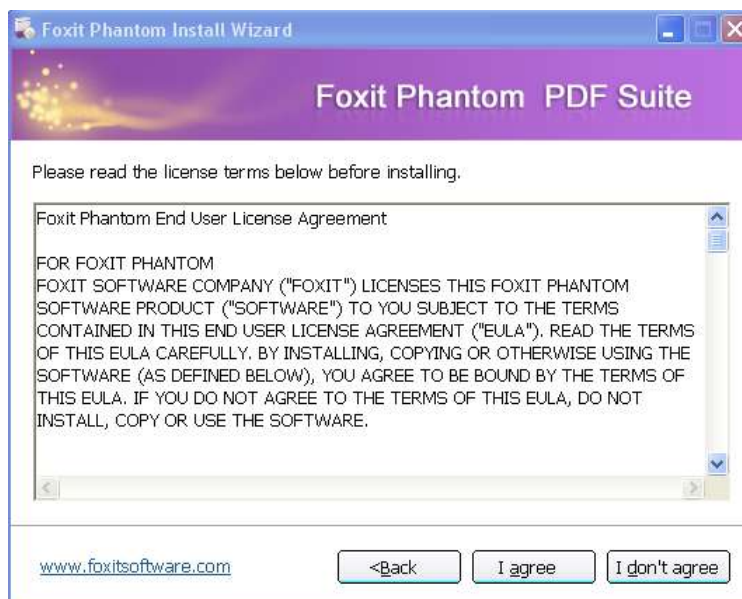 Foxit Phantom Install Wizard
Foxit Phantom PDF Suite
Please read the license terms below before installing.
Foxit Phantom End User License Agreement
FOR FOXIT PHANTOM
FOXIT SOFTWARE COMPANY ("FOXIT") LICENSES THIS FOXIT PHANTOM
SOFTWARE PRODUCT ("SOFTWARE") TO YOU SUBJECT TO THE TERMS
CONTAINED IN THIS END USER LICENSE AGREEMENT ("EULA"). READ THE TERMS
OF THIS EULA CAREFULLY. BY INSTALLING, COPYING OR OTHERWISE USING THE
SOFTWARE (AS DEFINED BELOW), YOU AGREE TO BE BOUND BY THE TERMS OF
THIS EULA. IF YOU DO NOT AGREE TO THE TERMS OF THIS EULA, DO NOT
INSTALL, COPY OR USE THE SOFTWARE.
www.foxitsoftware.com
<Back
I agree
I don't agree